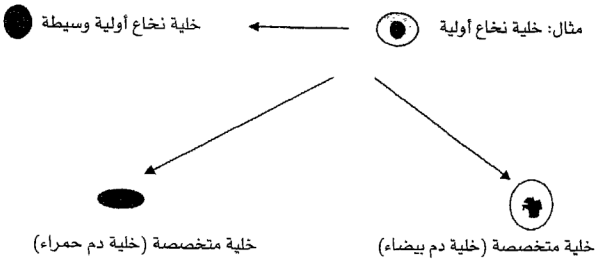 مثال: خلية نخاع أولية
خلية نخاع أولية وسيطة
خلية متخصصة (خلية دم بيضاء)
خلية متخصصة (خلية دم حمراء)